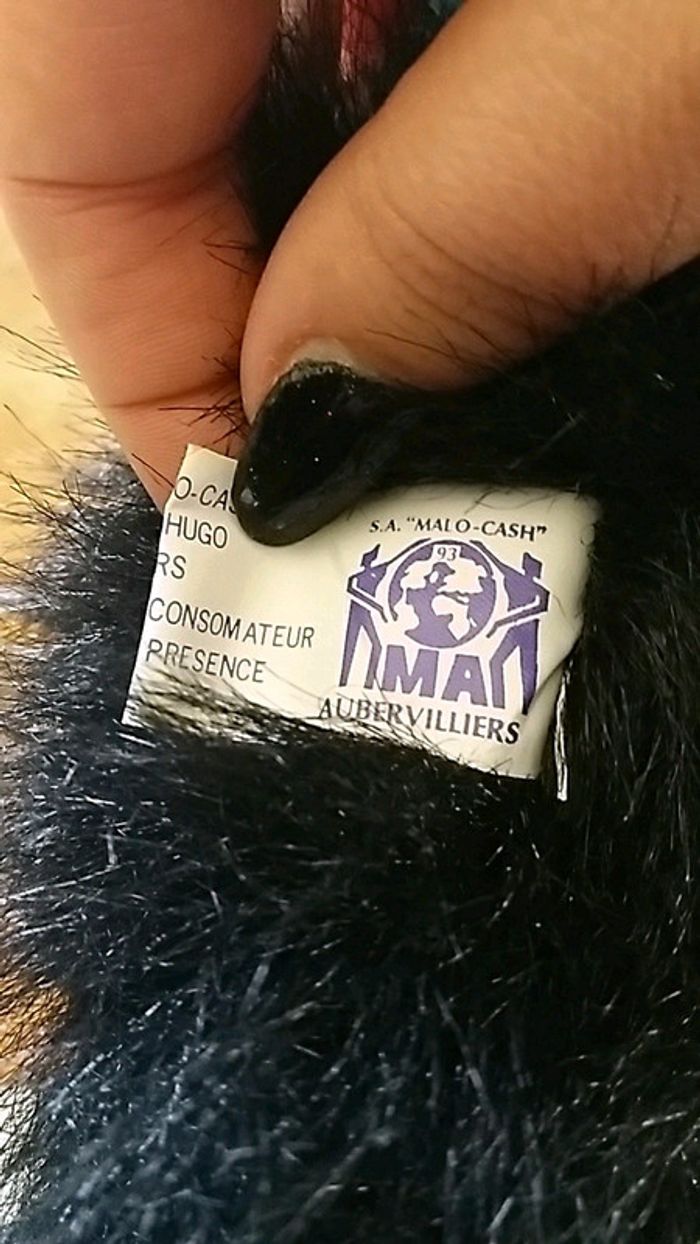 O-CAS
HUGO
RS
CONSOMATEUR
PRESENCE
S.A. "MALO-CASH"
93
MA
AUBERVILLIERS